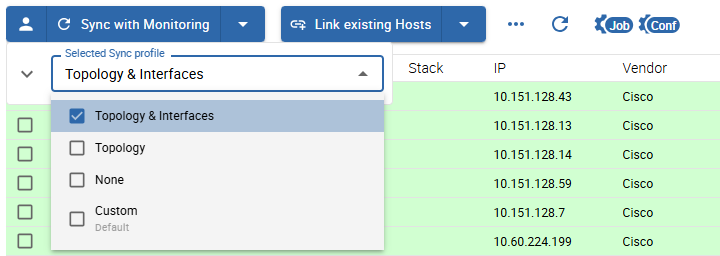 Sync with Monitoring Link existing Hosts Job Conf
Selected Sync profile
Topology & Interfaces Stack IP Vendor
10.151.128.43 Cisco
Topology & Interfaces 10.151.128.13 Cisco
Topology 10.151.128.14 Cisco
None 10.151.128.59 Cisco
Custom 10.151.128.7 Cisco
Default
10.60.224.199 Cisco